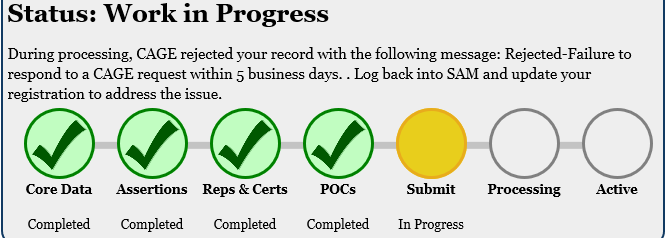 Status: Work in Progress
During processing, CAGE rejected your record with the following message: Rejected-Failure to
respond to a CAGE request within 5 business days. . Log back into SAM and update your
registration to address the issue.
Core Data Assertions Reps & Certs POCs Submit Processing Active
Completed Completed Completed Completed In Progress